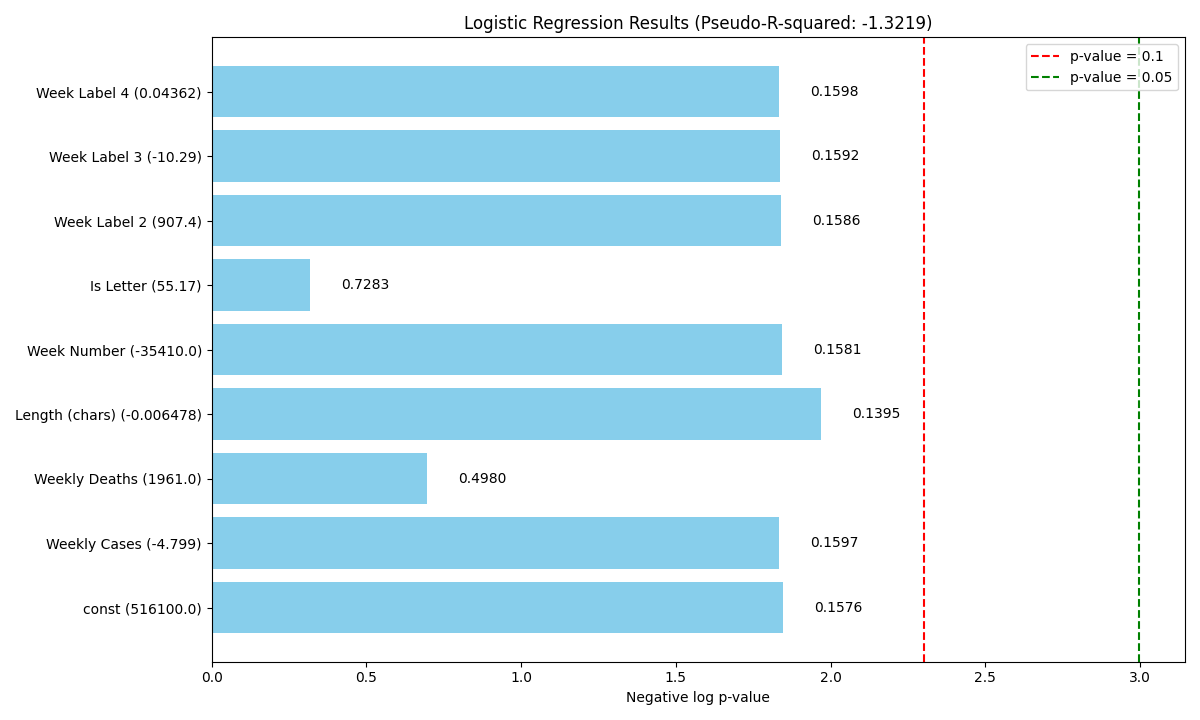 Logistic Regression Results (Pseudo-R-squared: -1.3219)
p-value = 0.1
p-value = 0.05
Week Label 4 (0.04362)
0.1598
Week Label 3 (-10.29)
0.1592
Week Label 2 (907.4)
0.1586
Is Letter (55.17)
0.7283
Week Number (-35410.0)
0.1581
Length (chars) (-0.006478)
0.1395
Weekly Deaths (1961.0)
0.4980
Weekly Cases (-4.799)
0.1597
const (516100.0)
0.1576
0.0 0.5 1.0 1.5 2.0 2.5 3.0
Negative log p-value